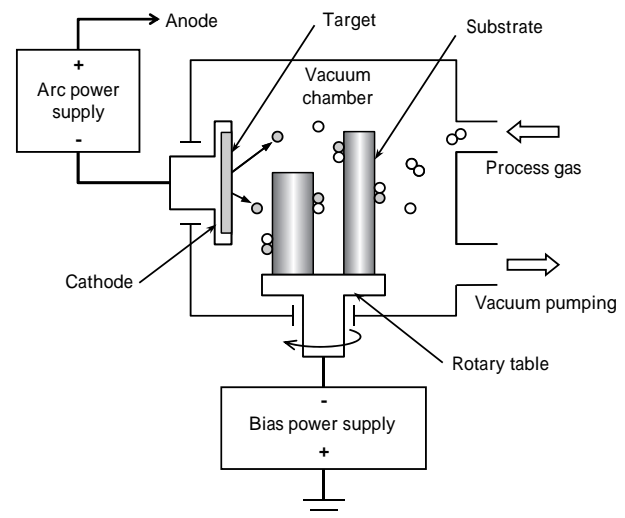 Anode
Target
Substrate
+
Arc power
supply
-
Vacuum
chamber
Process gas
Cathode
Vacuum pumping
Rotary table
-
Bias power supply
+